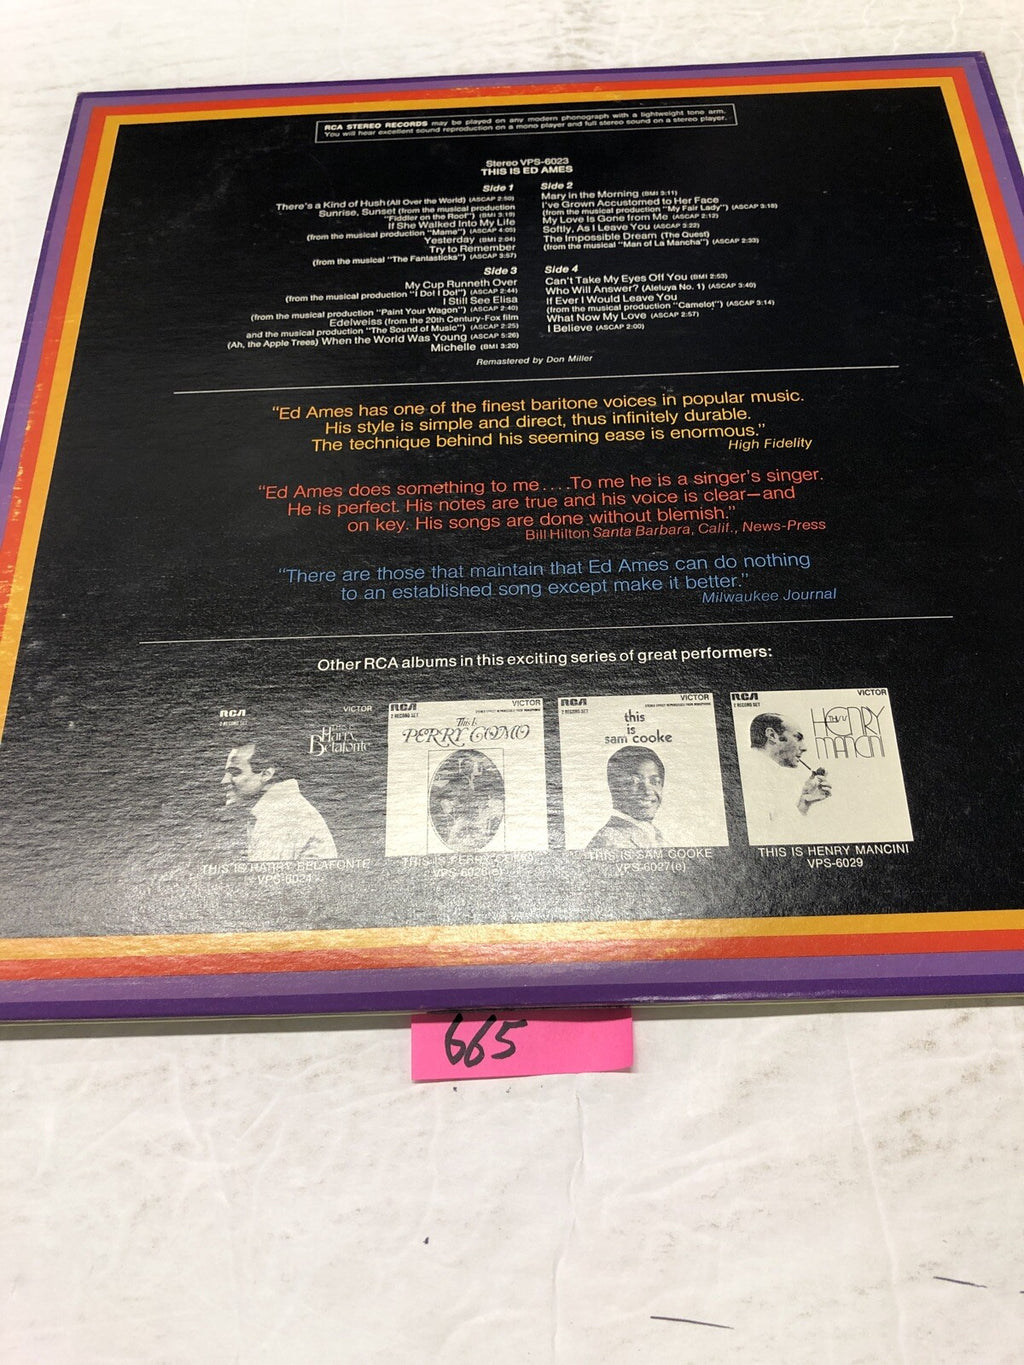 RCA STEREO RECORDS may be played on any modern phonograph with a lightweight tone arm.
You will hear excellent sound reproduction on a mono player and full stereo sound on a stereo player.
Stereo VPS-6023
THIS IS ED AMES
Side 1
There's a Kind of Hush (All Over the World) (ASCAP 2:50)
Sunrise, Sunset (from the musical production
"Fiddler on the Roof") (BMI 3:19)
If She Walked Into My Life
(from the musical production "Mame") (ASCAP 4:05)
Yesterday (BMI 2:04)
Try to Remember
(from the musical "The Fantasticks") (ASCAP 3:57)
Side 2
Mary in the Morning (BMI 3:11)
I've Grown Accustomed to Her Face
(from the musical production "My Fair Lady") (ASCAP 3:18)
My Love Is Gone from Me (ASCAP 2:12)
Softly, As I Leave You (ASCAP 3:22)
The Impossible Dream (The Quest)
(from the musical "Man of La Mancha") (ASCAP 2:33)
Side 3
My Cup Runneth Over
(from the musical production "I Do! I Do!") (ASCAP 2:44)
I Still See Elisa
(from the musical production "Paint Your Wagon") (ASCAP 2:40)
Edelweiss (from the 20th Century-Fox film
and the musical production "The Sound of Music") (ASCAP 2:25)
(Ah, the Apple Trees) When the World Was Young (ASCAP 5:26)
Michelle (BMI 3:20)
Side 4
Can't Take My Eyes Off You (BMI 2:53)
Who Will Answer? (Aleluya No. 1) (ASCAP 3:40)
If Ever I Would Leave You
(from the musical production "Camelot") (ASCAP 3:14)
What Now My Love (ASCAP 2:57)
I Believe (ASCAP 2:00)
Remastered by Don Miller
"Ed Ames has one of the finest baritone voices in popular music.
His style is simple and direct, thus infinitely durable.
The technique behind his seeming ease is enormous."
High Fidelity
"Ed Ames does something to me....To me he is a singer's singer.
He is perfect. His notes are true and his voice is clear—and
on key. His songs are done without blemish."
Bill Hilton Santa Barbara, Calif., News-Press
"There are those that maintain that Ed Ames can do nothing
to an established song except make it better."
Milwaukee Journal
Other RCA albums in this exciting series of great performers:
RCA VICTOR
2 RECORD SET
This Is Harry Belafonte
THIS IS HARRY BELAFONTE
VPS-6024
RCA VICTOR
2 RECORD SET
This Is
PERRY COMO
THIS IS PERRY COMO
RCA VICTOR
2 RECORD SET
this
is
sam cooke
THIS IS SAM COOKE
VPS-6027(e)
RCA VICTOR
2 RECORD SET
THIS IS
HENRY
MANCINI
THIS IS HENRY MANCINI
VPS-6029
665